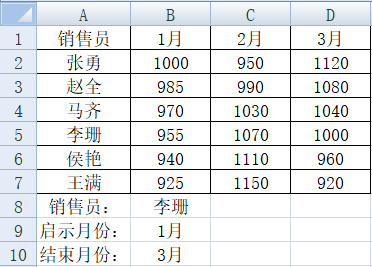 A B C D
1 销售员 1月 2月 3月
2 张勇 1000 950 1120
3 赵全 985 990 1080
4 马齐 970 1030 1040
5 李珊 955 1070 1000
6 侯艳 940 1110 960
7 王满 925 1150 920
8 销售员： 李珊
9 启示月份： 1月
10 结束月份： 3月